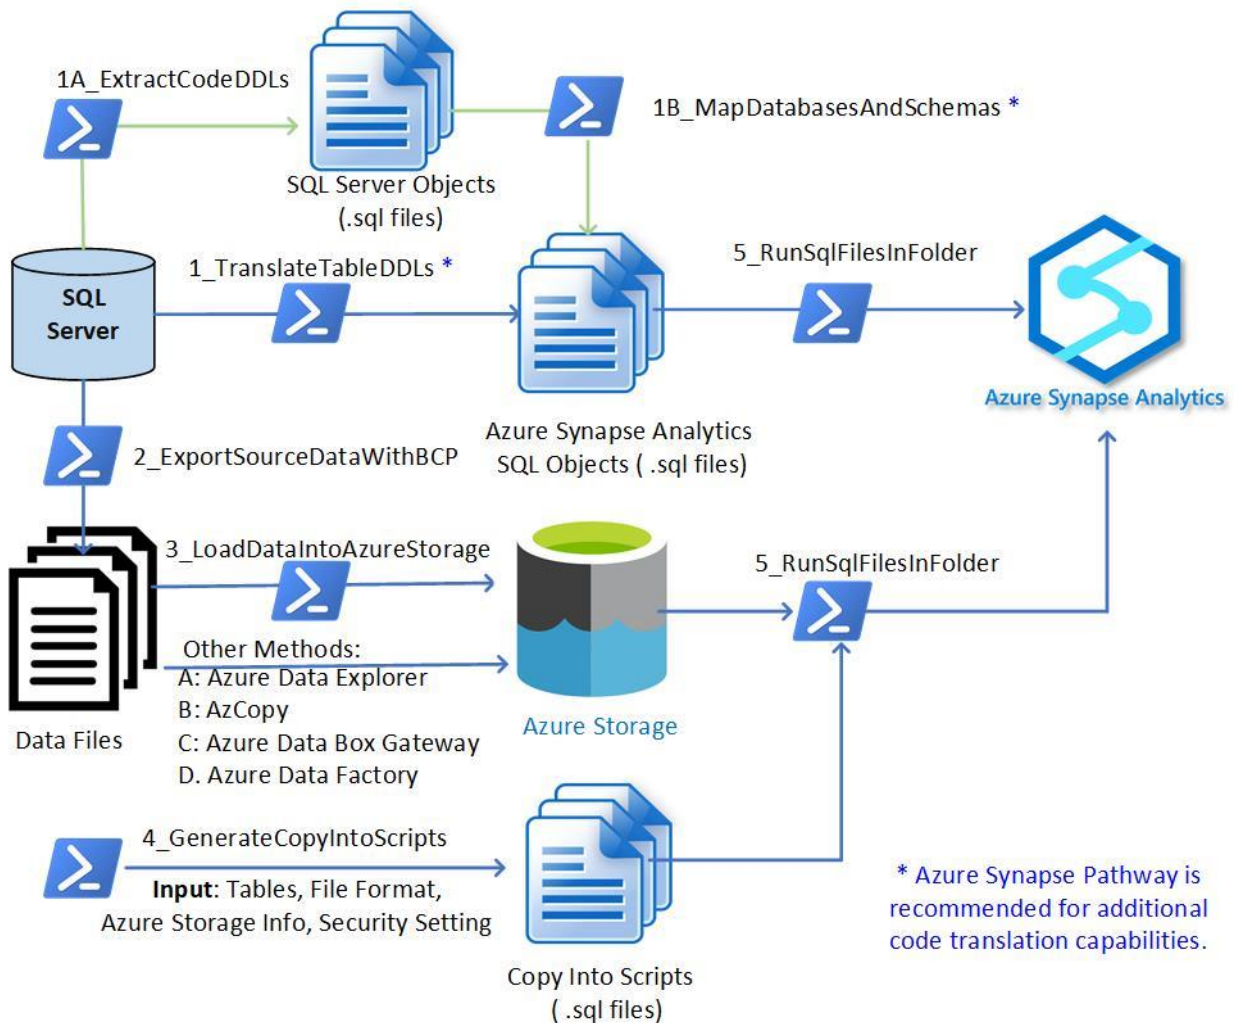 1A_ExtractCodeDDLs
1B_MapDatabasesAndSchemas *
SQL Server Objects
(.sql files)
SQL
Server
1_TranslateTableDDLs *
5_RunSqlFilesInFolder
Azure Synapse Analytics
Azure Synapse Analytics
SQL Objects ( .sql files)
2_ExportSourceDataWithBCP
3_LoadDataIntoAzureStorage
5_RunSqlFilesInFolder
Other Methods:
A: Azure Data Explorer
B: AzCopy
C: Azure Data Box Gateway
D. Azure Data Factory
Data Files
Azure Storage
4_GenerateCopyIntoScripts
Input: Tables, File Format,
Azure Storage Info, Security Setting
Copy Into Scripts
( .sql files)
* Azure Synapse Pathway is
recommended for additional
code translation capabilities.